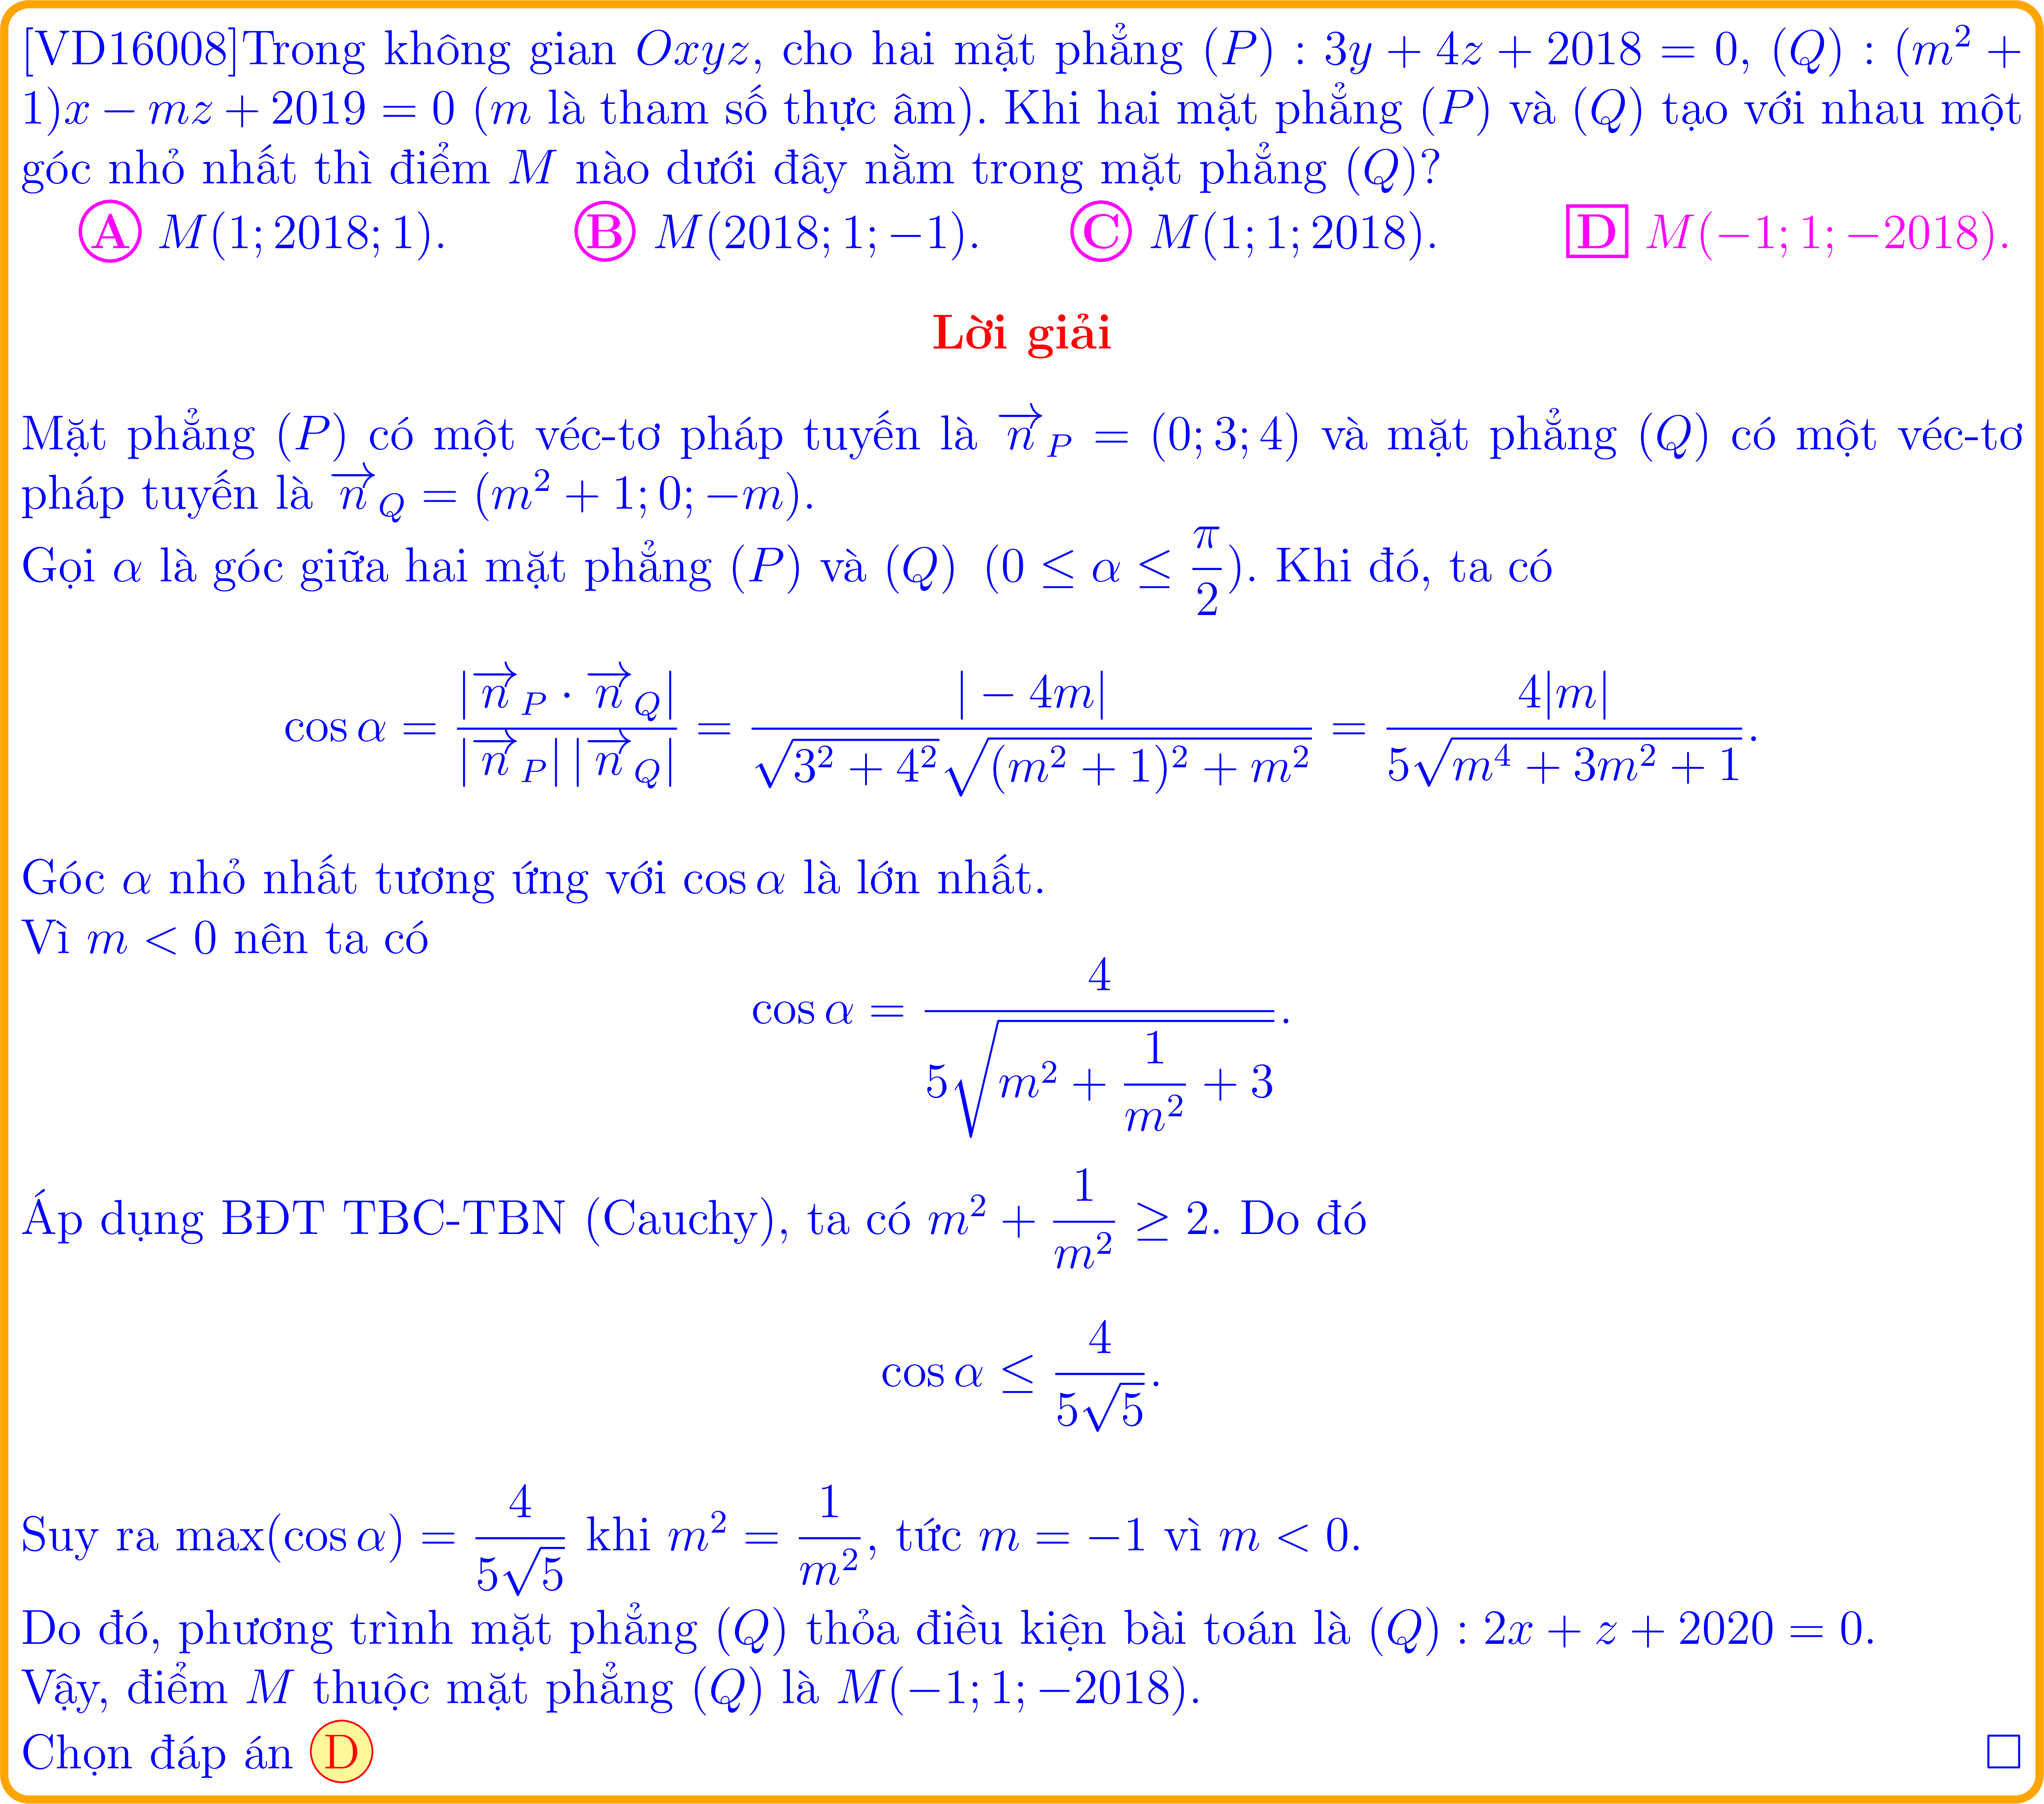 [VD16008]Trong không gian Oxyz, cho hai mặt phẳng (P) : 3y + 4z + 2018 = 0, (Q) : (m² +
1)x − mz + 2019 = 0 (m là tham số thực âm). Khi hai mặt phẳng (P) và (Q) tạo với nhau một
góc nhỏ nhất thì điểm M nào dưới đây nằm trong mặt phẳng (Q)?
A M(1; 2018; 1). B M(2018; 1; −1). C M(1; 1; 2018). D M(−1; 1; −2018).
Lời giải
Mặt phẳng (P) có một véc-tơ pháp tuyến là $\overrightarrow{n}_P$ = (0; 3; 4) và mặt phẳng (Q) có một véc-tơ
pháp tuyến là $\overrightarrow{n}_Q$ = (m² + 1; 0; −m).
Gọi α là góc giữa hai mặt phẳng (P) và (Q) (0 ≤ α ≤ $\frac{\pi}{2}$). Khi đó, ta có
$\cos\alpha = \frac{|\overrightarrow{n}_P \cdot \overrightarrow{n}_Q|}{|\overrightarrow{n}_P|\,|\overrightarrow{n}_Q|} = \frac{|-4m|}{\sqrt{3^2+4^2}\sqrt{(m^2+1)^2+m^2}} = \frac{4|m|}{5\sqrt{m^4+3m^2+1}}.$
Góc α nhỏ nhất tương ứng với cos α là lớn nhất.
Vì m < 0 nên ta có
$\cos\alpha = \frac{4}{5\sqrt{m^2+\frac{1}{m^2}+3}}.$
Áp dụng BĐT TBC-TBN (Cauchy), ta có $m^2 + \frac{1}{m^2} \geq 2$. Do đó
$\cos\alpha \leq \frac{4}{5\sqrt{5}}.$
Suy ra max(cos α) = $\frac{4}{5\sqrt{5}}$ khi $m^2 = \frac{1}{m^2}$, tức m = −1 vì m < 0.
Do đó, phương trình mặt phẳng (Q) thỏa điều kiện bài toán là (Q) : 2x + z + 2020 = 0.
Vậy, điểm M thuộc mặt phẳng (Q) là M(−1; 1; −2018).
Chọn đáp án D □